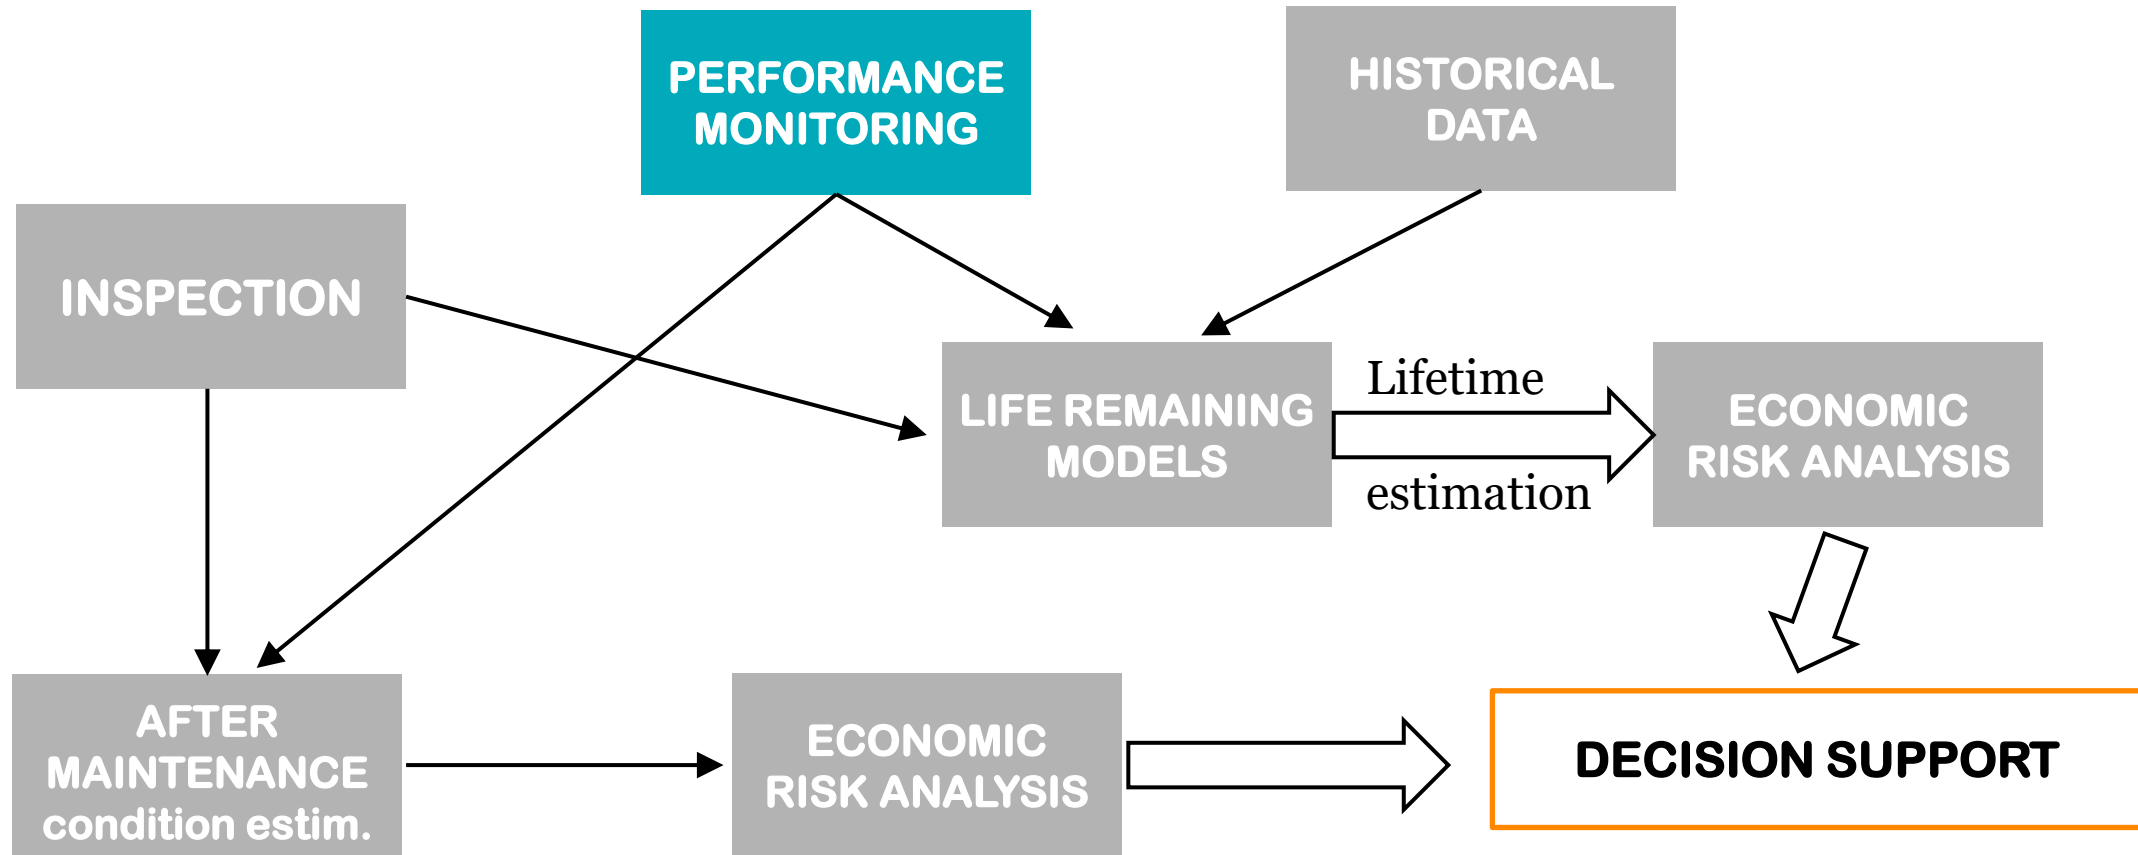 PERFORMANCE
MONITORING
HISTORICAL
DATA
INSPECTION
LIFE REMAINING
MODELS
Lifetime
estimation
ECONOMIC
RISK ANALYSIS
AFTER
MAINTENANCE
condition estim.
ECONOMIC
RISK ANALYSIS
DECISION SUPPORT